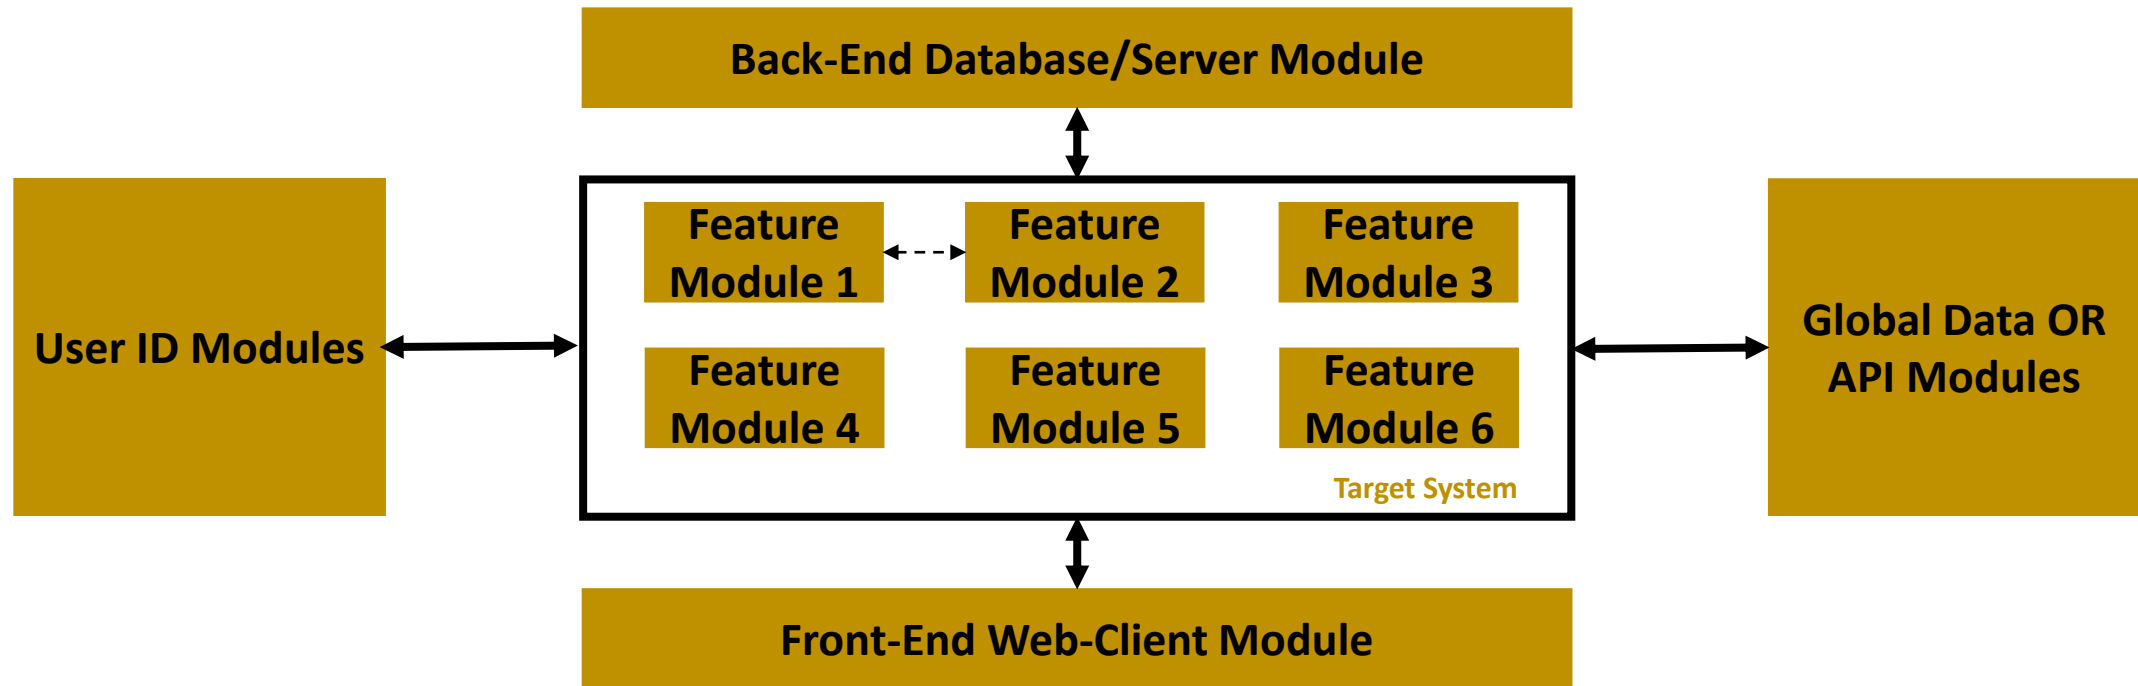 Back-End Database/Server Module
User ID Modules
Feature
Module 1
Feature
Module 2
Feature
Module 3
Feature
Module 4
Feature
Module 5
Feature
Module 6
Target System
Global Data OR
API Modules
Front-End Web-Client Module